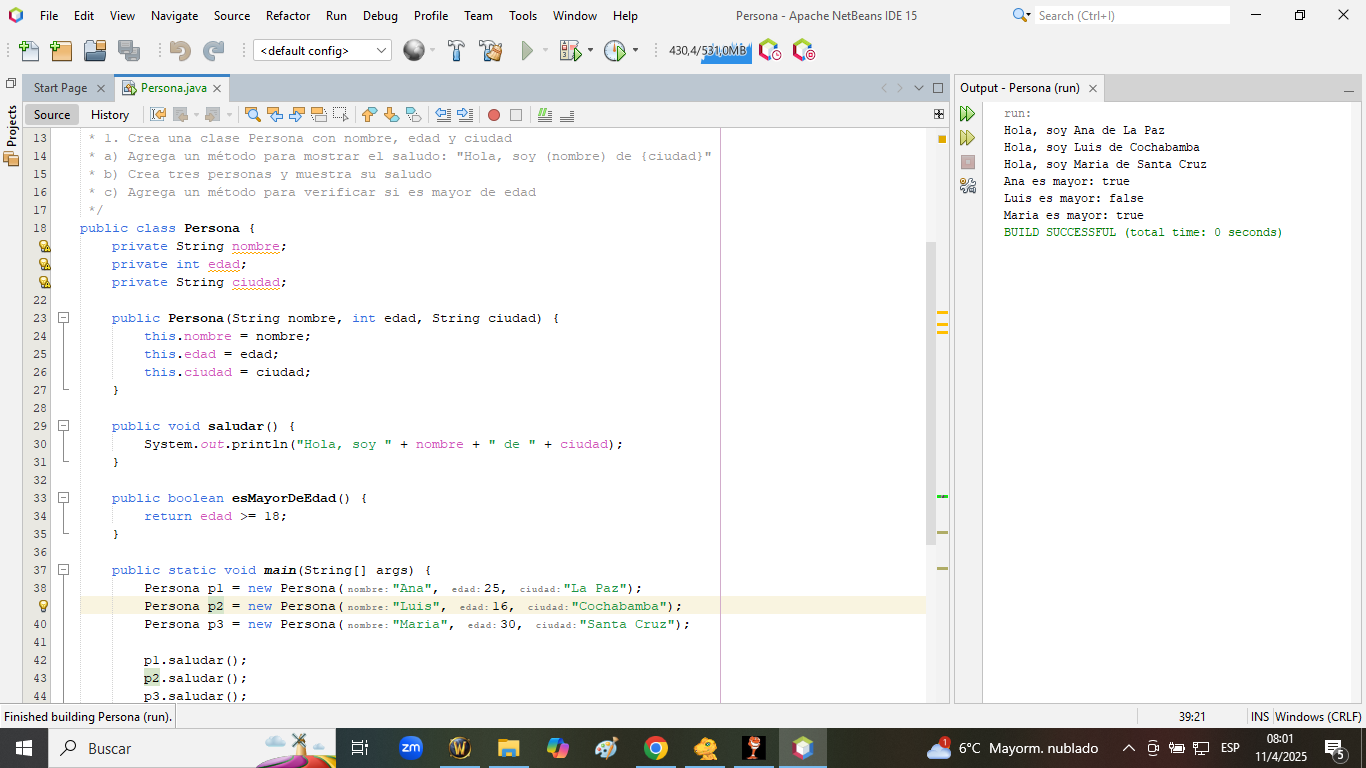 File Edit View Navigate Source Refactor Run Debug Profile Team Tools Window Help
Persona - Apache NetBeans IDE 15
Search (Ctrl+I)
<default config>
430,4/531,0MB
Projects
Start Page
Persona.java
Source History
13 * 1. Crea una clase Persona con nombre, edad y ciudad
14 * a) Agrega un método para mostrar el saludo: "Hola, soy (nombre) de {ciudad}"
15 * b) Crea tres personas y muestra su saludo
16 * c) Agrega un método para verificar si es mayor de edad
17 */
18 public class Persona {
private String nombre;
private int edad;
private String ciudad;
22
23 public Persona(String nombre, int edad, String ciudad) {
24 this.nombre = nombre;
25 this.edad = edad;
26 this.ciudad = ciudad;
27 }
28
29 public void saludar() {
30 System.out.println("Hola, soy " + nombre + " de " + ciudad);
31 }
32
33 public boolean esMayorDeEdad() {
34 return edad >= 18;
35 }
36
37 public static void main(String[] args) {
38 Persona p1 = new Persona(nombre: "Ana", edad: 25, ciudad: "La Paz");
Persona p2 = new Persona(nombre: "Luis", edad: 16, ciudad: "Cochabamba");
40 Persona p3 = new Persona(nombre: "Maria", edad: 30, ciudad: "Santa Cruz");
41
42 p1.saludar();
43 p2.saludar();
44 p3.saludar();
Output - Persona (run)
run:
Hola, soy Ana de La Paz
Hola, soy Luis de Cochabamba
Hola, soy Maria de Santa Cruz
Ana es mayor: true
Luis es mayor: false
Maria es mayor: true
BUILD SUCCESSFUL (total time: 0 seconds)
Finished building Persona (run).
39:21
INS
Windows (CRLF)
Buscar
zm
1
6°C Mayorm. nublado
ESP
08:01
11/4/2025
5